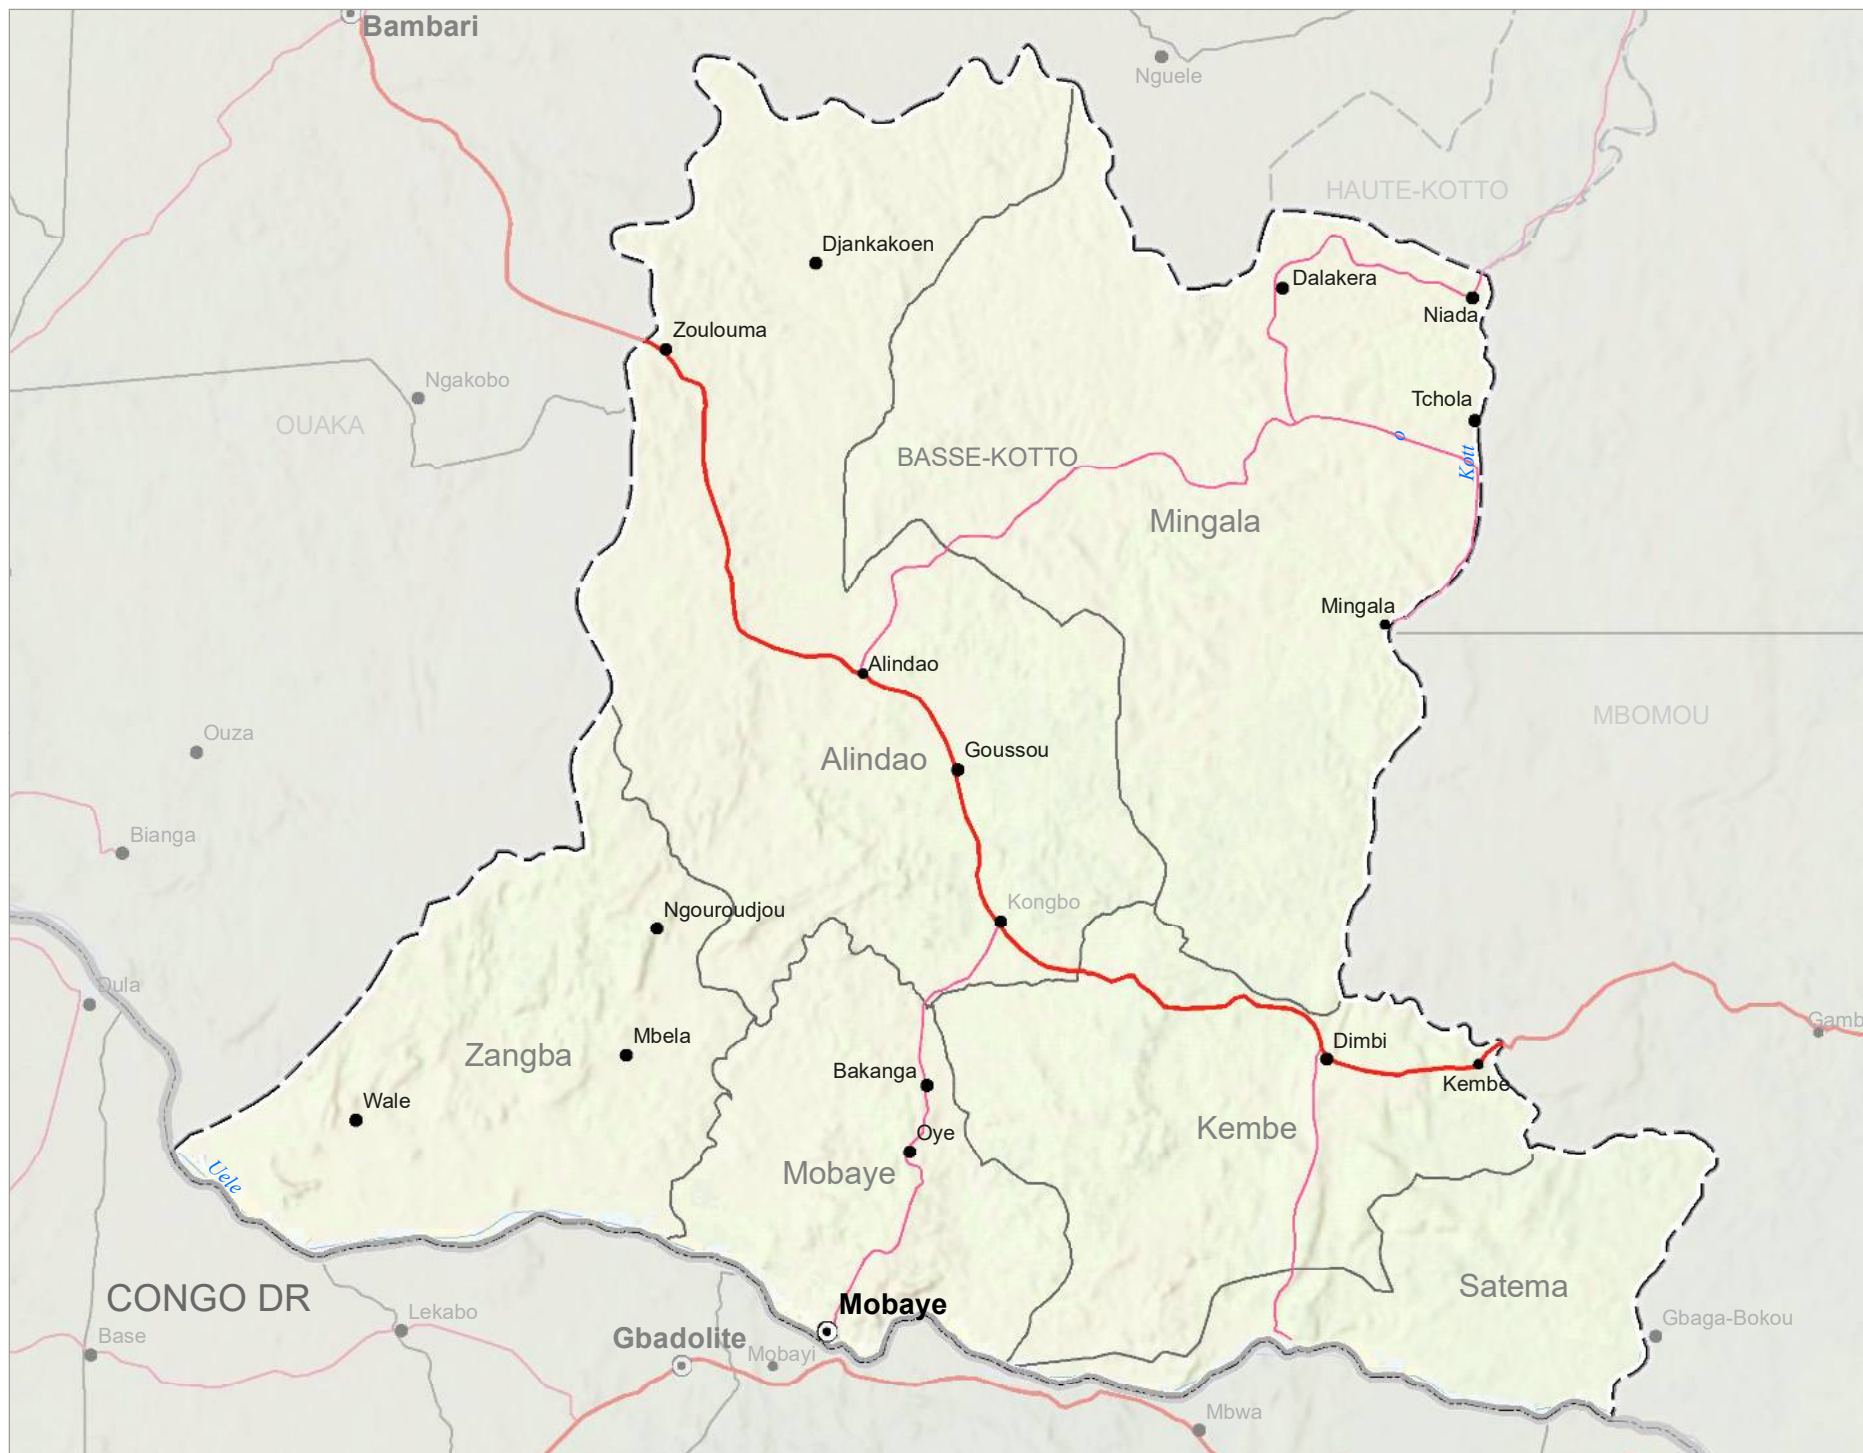 Bambari
Nguele
HAUTE-KOTTO
Djankakoen
Dalakera
Niada
Zoulouma
Ngakobo
OUAKA
Tchola
o
Kott
BASSE-KOTTO
Mingala
Mingala
Alindao
MBOMOU
Ouza
Goussou
Alindao
Bianga
Kongbo
Ngouroudjou
Dula
Gamb
Mbela
Zangba
Dimbi
Bakanga
Kembe
Wale
Oye
Kembe
Mobaye
Uele
CONGO DR
Satema
Mobaye
Lekabo
Gbaga-Bokou
Base
Gbadolite
Mobayi
Mbwa